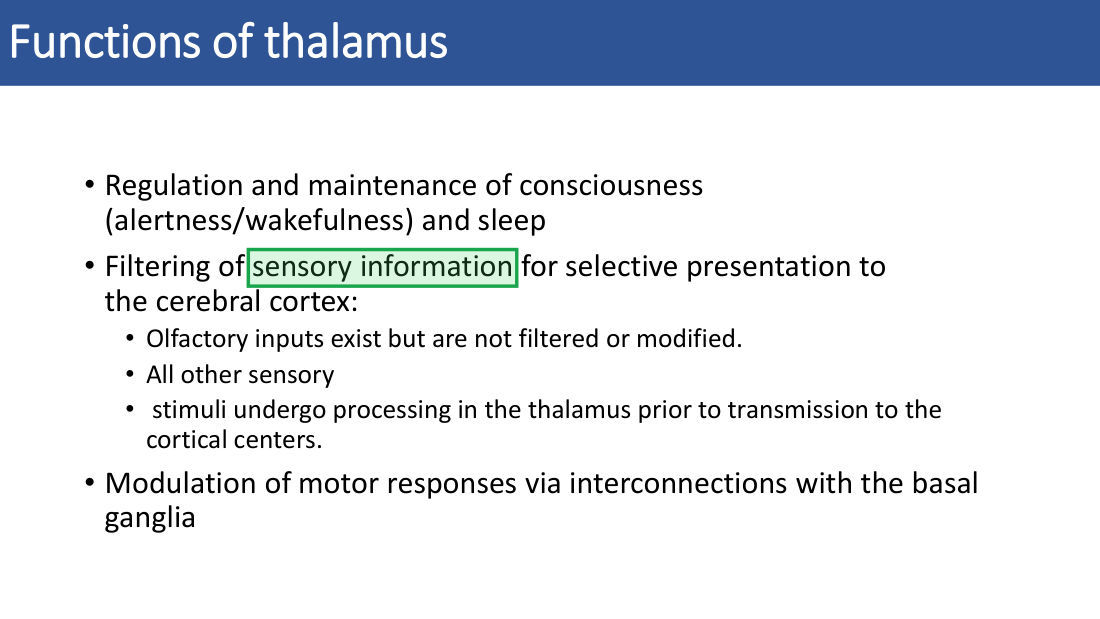 Functions of thalamus
• Regulation and maintenance of consciousness
(alertness/wakefulness) and sleep
• Filtering of sensory information for selective presentation to
the cerebral cortex:
• Olfactory inputs exist but are not filtered or modified.
• All other sensory
• stimuli undergo processing in the thalamus prior to transmission to the
cortical centers.
• Modulation of motor responses via interconnections with the basal
ganglia